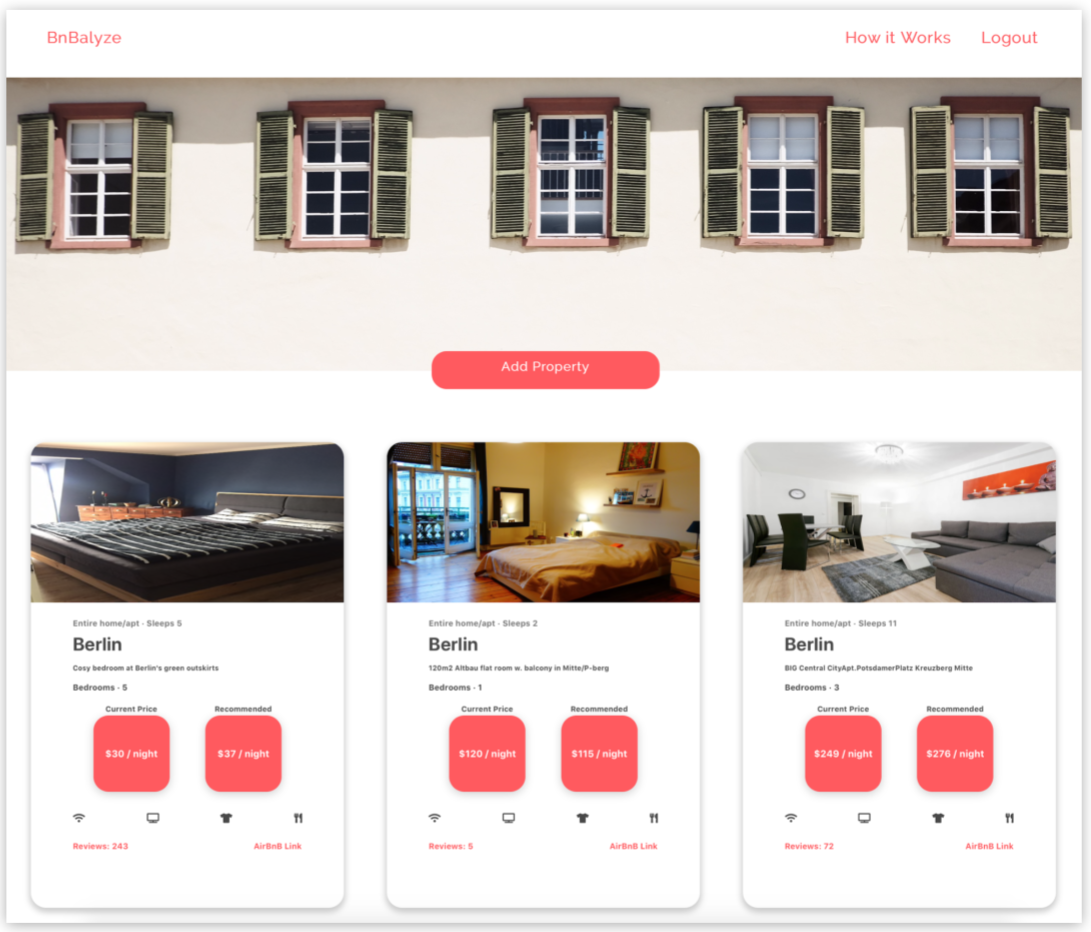 BnBalyze
How it Works
Logout
Add Property
Entire home/apt · Sleeps 5
Berlin
Cosy bedroom at Berlin's green outskirts
Bedrooms · 5
Current Price
Recommended
$30 / night
$37 / night
Reviews: 243
AirBnB Link
Entire home/apt · Sleeps 2
Berlin
120m2 Altbau flat room w. balcony in Mitte/P-berg
Bedrooms · 1
Current Price
Recommended
$120 / night
$115 / night
Reviews: 5
AirBnB Link
Entire home/apt · Sleeps 11
Berlin
BIG Central CityApt.PotsdamerPlatz Kreuzberg Mitte
Bedrooms · 3
Current Price
Recommended
$249 / night
$276 / night
Reviews: 72
AirBnB Link